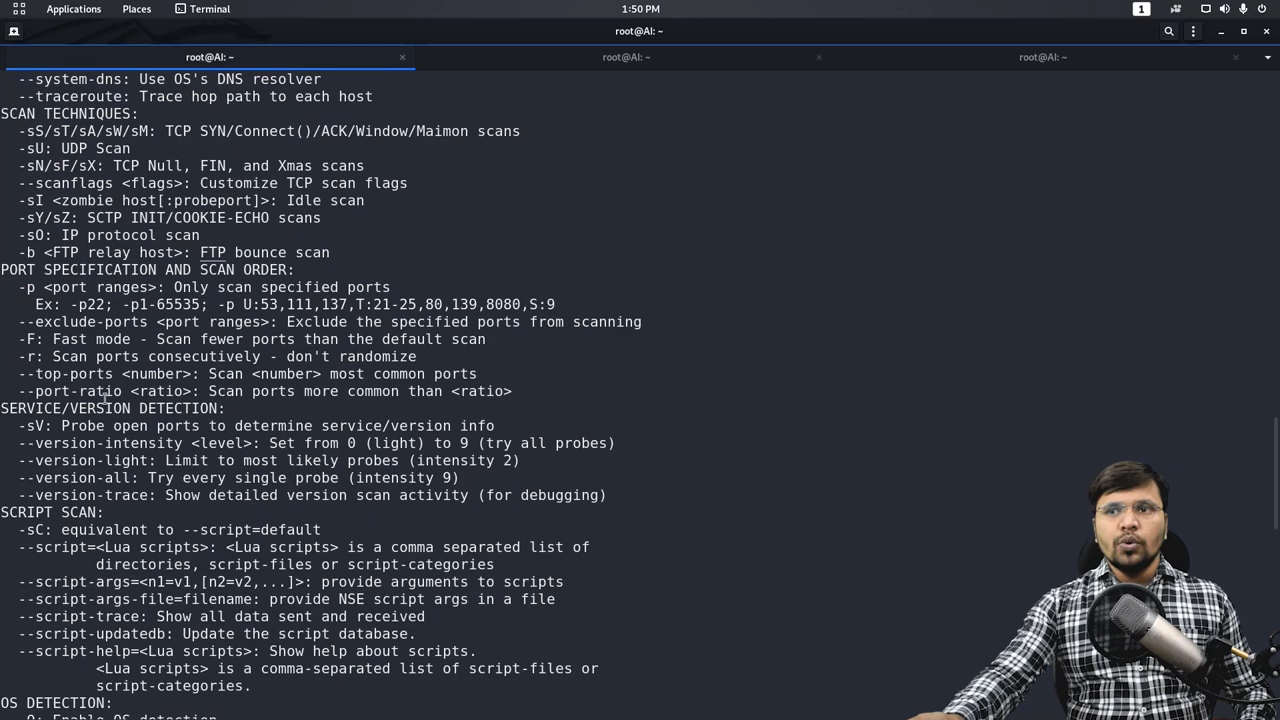 Applications Places Terminal 1:50 PM 1
root@AI: ~
root@AI: ~ root@AI: ~ root@AI: ~
--system-dns: Use OS's DNS resolver
--traceroute: Trace hop path to each host
SCAN TECHNIQUES:
-sS/sT/sA/sW/sM: TCP SYN/Connect()/ACK/Window/Maimon scans
-sU: UDP Scan
-sN/sF/sX: TCP Null, FIN, and Xmas scans
--scanflags <flags>: Customize TCP scan flags
-sI <zombie host[:probeport]>: Idle scan
-sY/sZ: SCTP INIT/COOKIE-ECHO scans
-sO: IP protocol scan
-b <FTP relay host>: FTP bounce scan
PORT SPECIFICATION AND SCAN ORDER:
-p <port ranges>: Only scan specified ports
Ex: -p22; -p1-65535; -p U:53,111,137,T:21-25,80,139,8080,S:9
--exclude-ports <port ranges>: Exclude the specified ports from scanning
-F: Fast mode - Scan fewer ports than the default scan
-r: Scan ports consecutively - don't randomize
--top-ports <number>: Scan <number> most common ports
--port-ratio <ratio>: Scan ports more common than <ratio>
SERVICE/VERSION DETECTION:
-sV: Probe open ports to determine service/version info
--version-intensity <level>: Set from 0 (light) to 9 (try all probes)
--version-light: Limit to most likely probes (intensity 2)
--version-all: Try every single probe (intensity 9)
--version-trace: Show detailed version scan activity (for debugging)
SCRIPT SCAN:
-sC: equivalent to --script=default
--script=<Lua scripts>: <Lua scripts> is a comma separated list of
directories, script-files or script-categories
--script-args=<n1=v1,[n2=v2,...]>: provide arguments to scripts
--script-args-file=filename: provide NSE script args in a file
--script-trace: Show all data sent and received
--script-updatedb: Update the script database.
--script-help=<Lua scripts>: Show help about scripts.
<Lua scripts> is a comma-separated list of script-files or
script-categories.
OS DETECTION:
-O: Enable OS detection